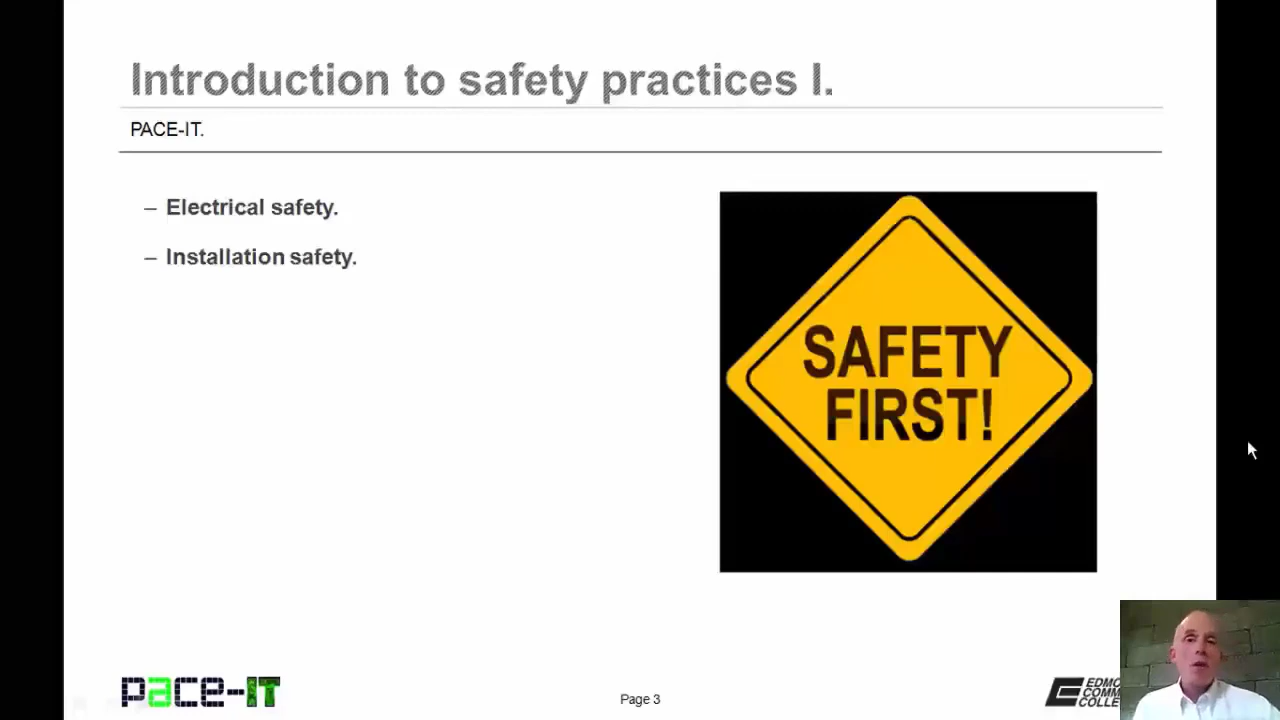 Introduction to safety practices I.
PACE-IT.
– Electrical safety.
– Installation safety.
SAFETY
FIRST!
pace-IT
Page 3